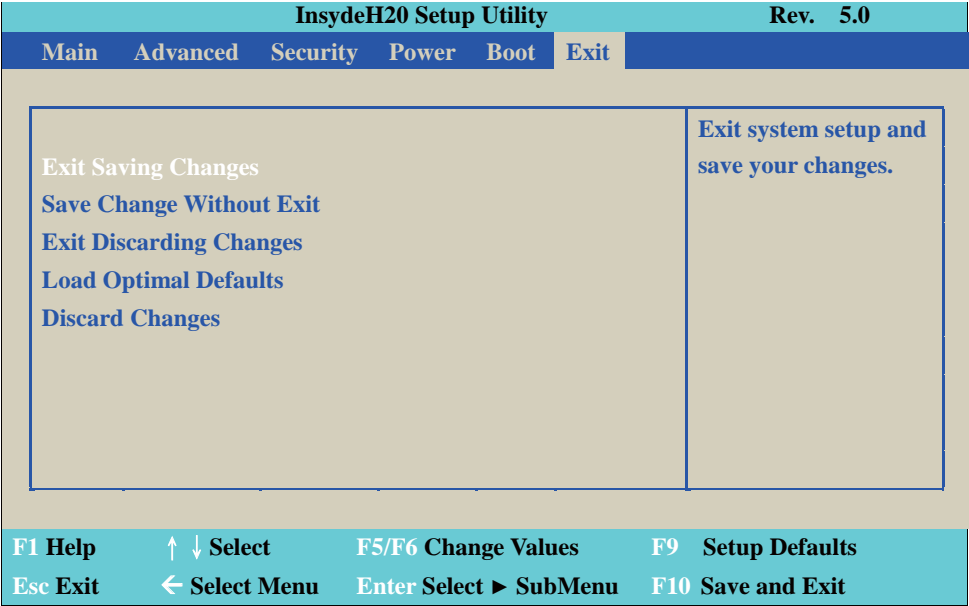 InsydeH20 Setup Utility Rev. 5.0
Main Advanced Security Power Boot Exit
Exit Saving Changes
Save Change Without Exit
Exit Discarding Changes
Load Optimal Defaults
Discard Changes
Exit system setup and
save your changes.
F1 Help ↑ ↓ Select F5/F6 Change Values F9 Setup Defaults
Esc Exit ← Select Menu Enter Select ► SubMenu F10 Save and Exit